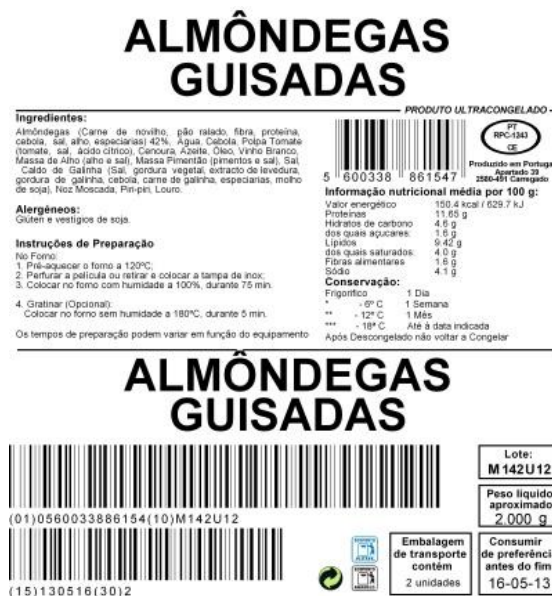 ALMÔNDEGAS
GUISADAS
PRODUTO ULTRACONGELADO
Ingredientes:
Almôndegas (Carne de novilho, pão ralado, fibra, proteína,
cebola, sal, alho, especiarias) 42%, Água, Cebola, Polpa Tomate
(tomate, sal, ácido cítrico), Cenoura, Azeite, Óleo, Vinho Branco,
Massa de Alho (alho e sal), Massa Pimentão (pimentos e sal), Sal,
Caldo de Galinha (Sal, gordura vegetal, extracto de levedura,
gordura de galinha, cebola, carne de galinha, especiarias, molho
de soja), Noz Moscada, Piri-piri, Louro.
Alergéneos:
Glúten e vestígios de soja.
Instruções de Preparação
No Forno:
1. Pré-aquecer o forno a 120ºC;
2. Perfurar a película ou retirar e colocar a tampa de inox;
3. Colocar no forno com humidade a 100%, durante 75 min.
4. Gratinar (Opcional):
Colocar no forno sem humidade a 180ºC, durante 5 min.
Os tempos de preparação podem variar em função do equipamento
5 600338 861547
PT
RPC-1243
CE
Produzido em Portugal
Apartado 39
2580-491 Carregado
Informação nutricional média por 100 g:
Valor energético 150.4 kcal / 629.7 kJ
Proteínas 11.65 g
Hidratos de carbono 4.6 g
dos quais açucares: 1.6 g
Lípidos 9.42 g
dos quais saturados: 4.0 g
Fibras alimentares 1.6 g
Sódio 4.1 g
Conservação:
Frigorífico 1 Dia
* - 6º C 1 Semana
** - 12º C 1 Mês
*** - 18º C Até à data indicada
Após Descongelado não voltar a Congelar
ALMÔNDEGAS
GUISADAS
(01)0560033886154(10)M142U12
(15)130516(30)2
Embalagem
de transporte
contém
2 unidades
Lote:
M142U12
Peso líquido
aproximado
2.000 g
Consumir
de preferência
antes do fim
16-05-13